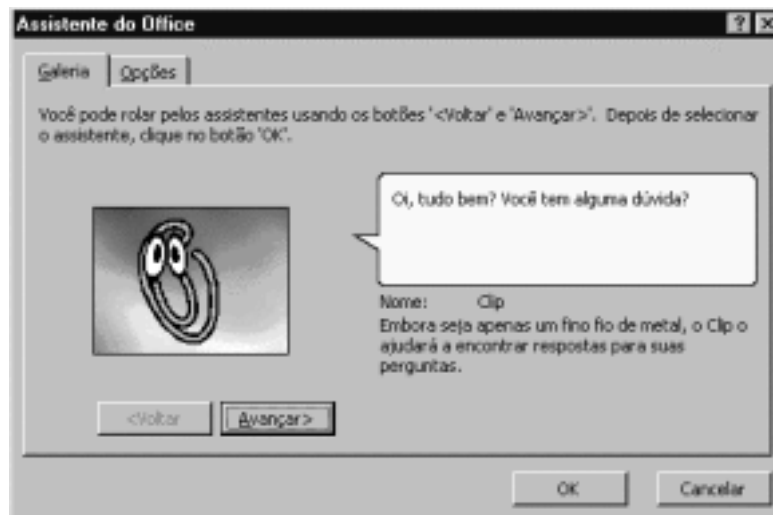 Assistente do Office
Galeria Opções
Você pode rolar pelos assistentes usando os botões '<Voltar' e 'Avançar>'. Depois de selecionar
o assistente, clique no botão 'OK'.
Oi, tudo bem? Você tem alguma dúvida?
Nome: Clip
Embora seja apenas um fino fio de metal, o Clip o
ajudará a encontrar respostas para suas
perguntas.
<Voltar Avançar>
OK Cancelar